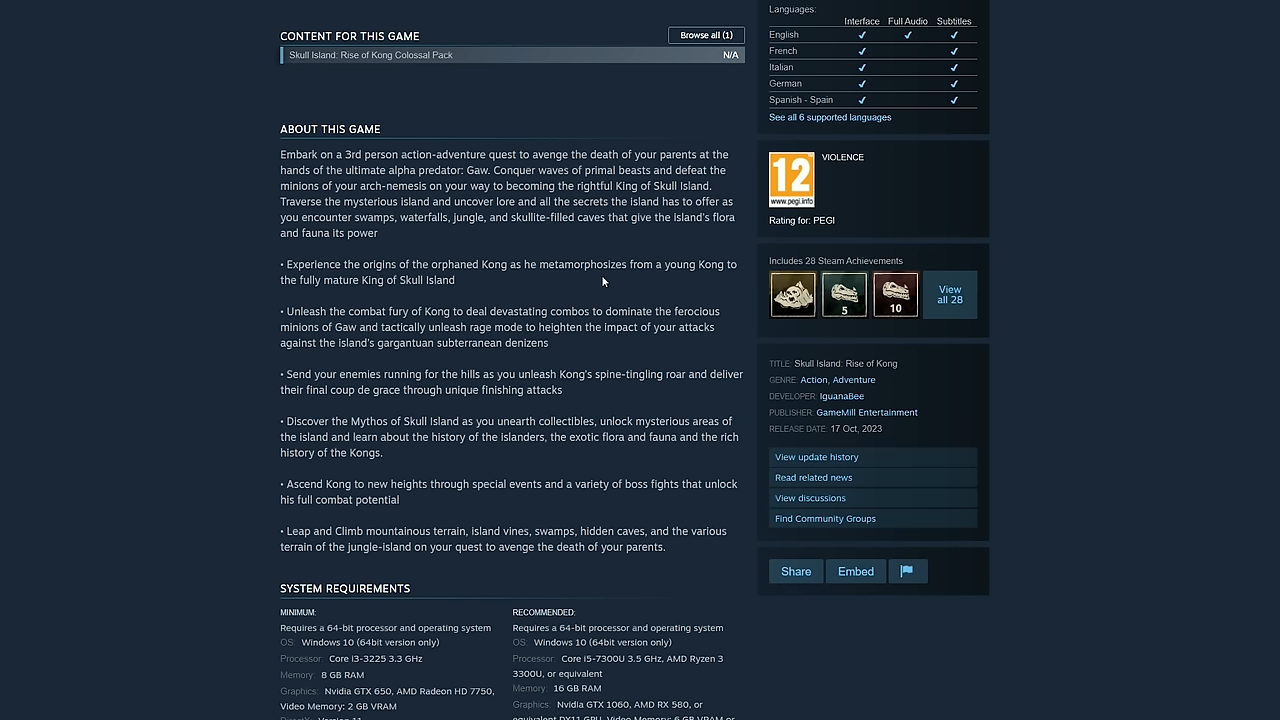 CONTENT FOR THIS GAME
Browse all (1)
Skull Island: Rise of Kong Colossal Pack
N/A
ABOUT THIS GAME
Embark on a 3rd person action-adventure quest to avenge the death of your parents at the
hands of the ultimate alpha predator: Gaw. Conquer waves of primal beasts and defeat the
minions of your arch-nemesis on your way to becoming the rightful King of Skull Island.
Traverse the mysterious island and uncover lore and all the secrets the island has to offer as
you encounter swamps, waterfalls, jungle, and skullite-filled caves that give the island's flora
and fauna its power
• Experience the origins of the orphaned Kong as he metamorphosizes from a young Kong to
the fully mature King of Skull Island
• Unleash the combat fury of Kong to deal devastating combos to dominate the ferocious
minions of Gaw and tactically unleash rage mode to heighten the impact of your attacks
against the island's gargantuan subterranean denizens
• Send your enemies running for the hills as you unleash Kong's spine-tingling roar and deliver
their final coup de grace through unique finishing attacks
• Discover the Mythos of Skull Island as you unearth collectibles, unlock mysterious areas of
the island and learn about the history of the islanders, the exotic flora and fauna and the rich
history of the Kongs.
• Ascend Kong to new heights through special events and a variety of boss fights that unlock
his full combat potential
• Leap and Climb mountainous terrain, island vines, swamps, hidden caves, and the various
terrain of the jungle-island on your quest to avenge the death of your parents.
SYSTEM REQUIREMENTS
MINIMUM:
Requires a 64-bit processor and operating system
OS: Windows 10 (64bit version only)
Processor: Core i3-3225 3.3 GHz
Memory: 8 GB RAM
Graphics: Nvidia GTX 650, AMD Radeon HD 7750,
Video Memory: 2 GB VRAM
DirectX: Version 11
RECOMMENDED:
Requires a 64-bit processor and operating system
OS: Windows 10 (64bit version only)
Processor: Core i5-7300U 3.5 GHz, AMD Ryzen 3
3300U, or equivalent
Memory: 16 GB RAM
Graphics: Nvidia GTX 1060, AMD RX 580, or
equivalent DX11 GPU, Video Memory: 6 GB VRAM or
Languages:
Interface Full Audio Subtitles
English ✔ ✔ ✔
French ✔ ✔
Italian ✔ ✔
German ✔ ✔
Spanish - Spain ✔ ✔
See all 6 supported languages
12
www.pegi.info
VIOLENCE
Rating for: PEGI
Includes 28 Steam Achievements
5
10
View
all 28
TITLE: Skull Island: Rise of Kong
GENRE: Action, Adventure
DEVELOPER: IguanaBee
PUBLISHER: GameMill Entertainment
RELEASE DATE: 17 Oct, 2023
View update history
Read related news
View discussions
Find Community Groups
Share
Embed